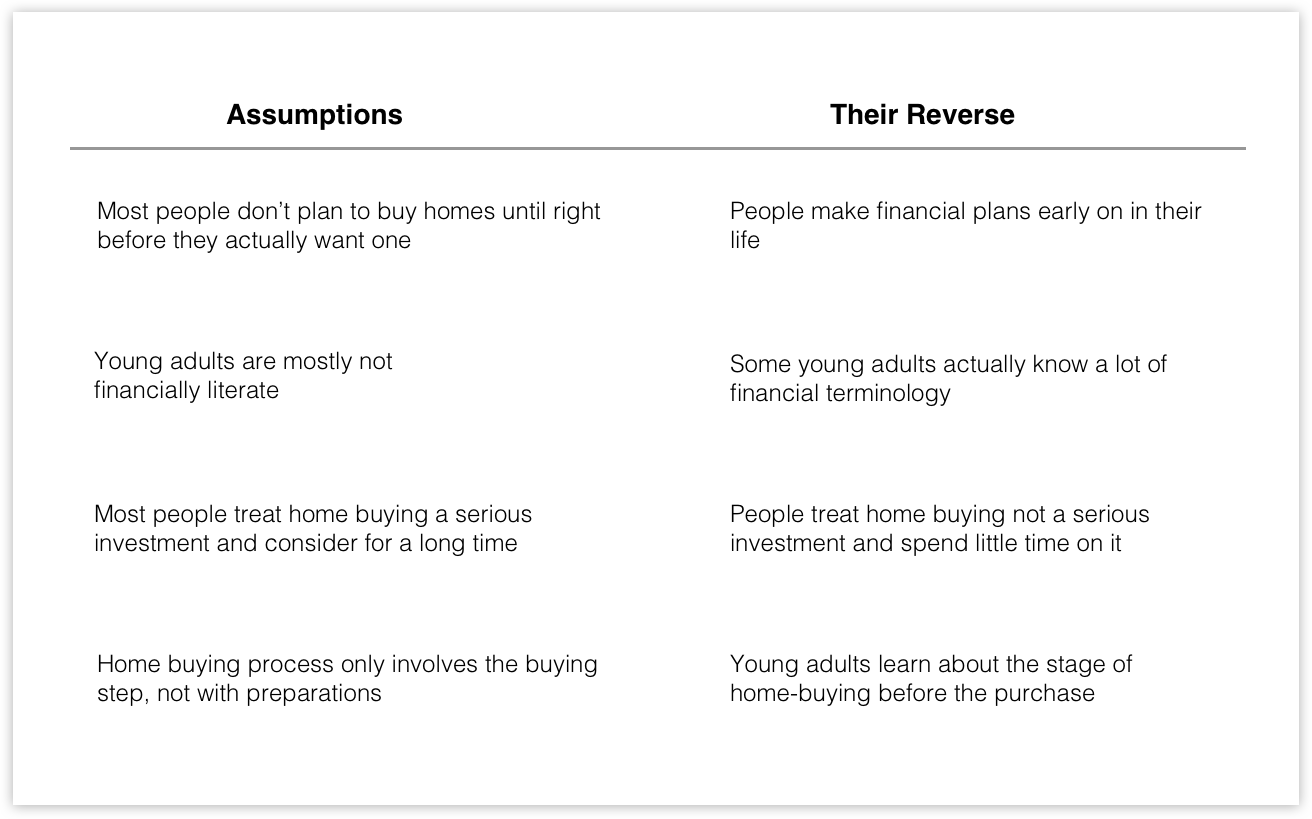 Assumptions
Their Reverse
Most people don’t plan to buy homes until right
before they actually want one
People make financial plans early on in their
life
Young adults are mostly not
financially literate
Some young adults actually know a lot of
financial terminology
Most people treat home buying a serious
investment and consider for a long time
People treat home buying not a serious
investment and spend little time on it
Home buying process only involves the buying
step, not with preparations
Young adults learn about the stage of
home-buying before the purchase